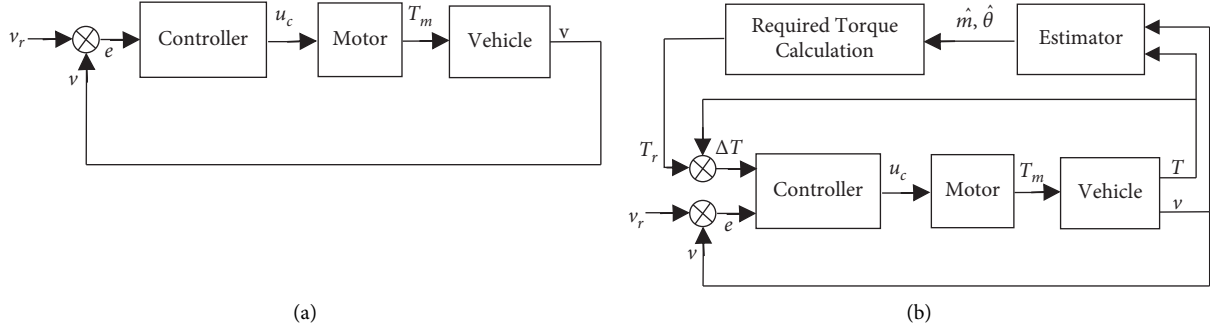 v_r
e
v
Controller
u_c
Motor
T_m
Vehicle
v
(a)
Required Torque
Calculation
m̂, θ̂
Estimator
T_r
ΔT
v_r
e
v
Controller
u_c
Motor
T_m
Vehicle
T
v
(b)